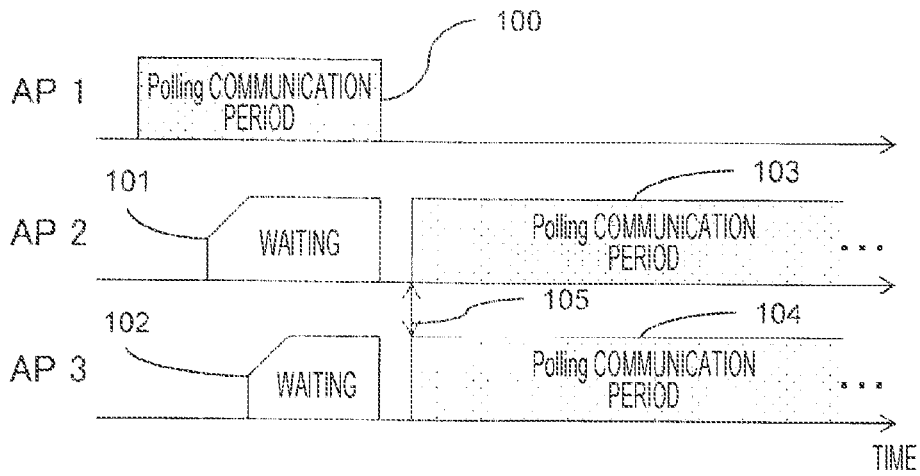 100
AP 1
Polling COMMUNICATION
PERIOD
101
103
AP 2
WAITING
Polling COMMUNICATION
PERIOD
...
105
102
104
AP 3
WAITING
Polling COMMUNICATION
PERIOD
...
TIME